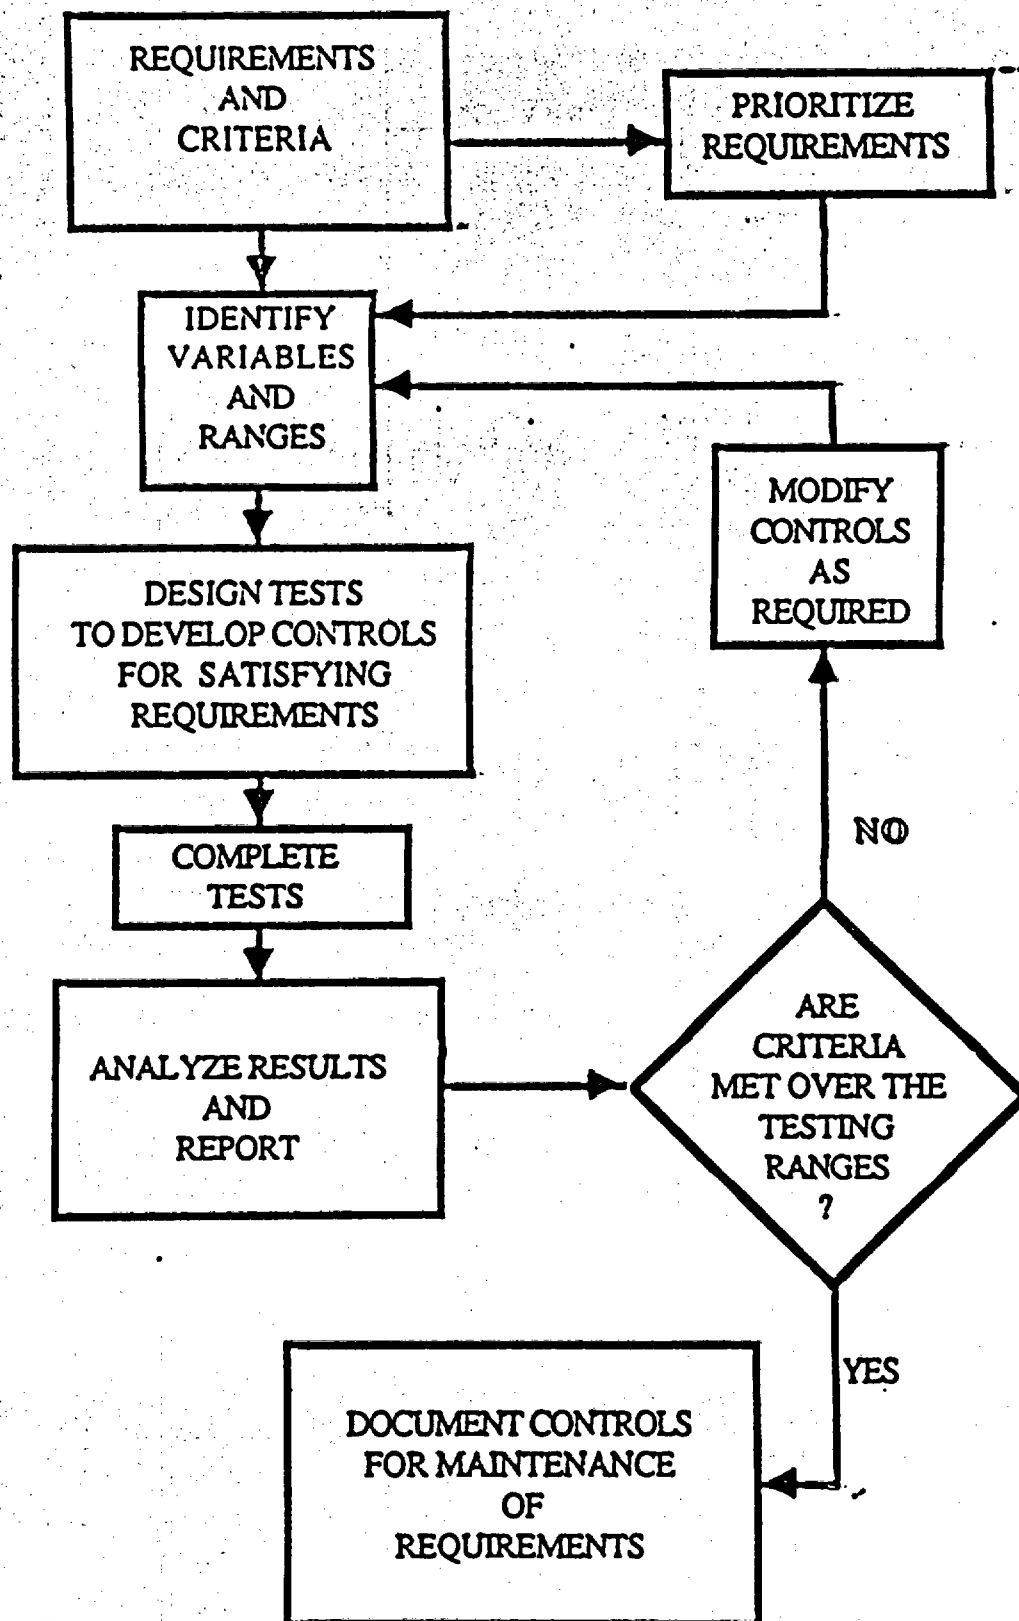 REQUIREMENTS
AND
CRITERIA
PRIORITIZE
REQUIREMENTS
IDENTIFY
VARIABLES
AND
RANGES
MODIFY
CONTROLS
AS
REQUIRED
DESIGN TESTS
TO DEVELOP CONTROLS
FOR SATISFYING
REQUIREMENTS
COMPLETE
TESTS
NO
ANALYZE RESULTS
AND
REPORT
ARE
CRITERIA
MET OVER THE
TESTING
RANGES
?
YES
DOCUMENT CONTROLS
FOR MAINTENANCE
OF
REQUIREMENTS